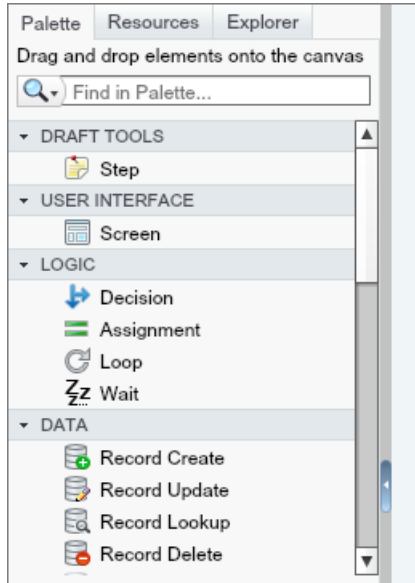 Palette Resources Explorer
Drag and drop elements onto the canvas
Find in Palette...
DRAFT TOOLS
Step
USER INTERFACE
Screen
LOGIC
Decision
Assignment
Loop
Zzz Wait
DATA
Record Create
Record Update
Record Lookup
Record Delete